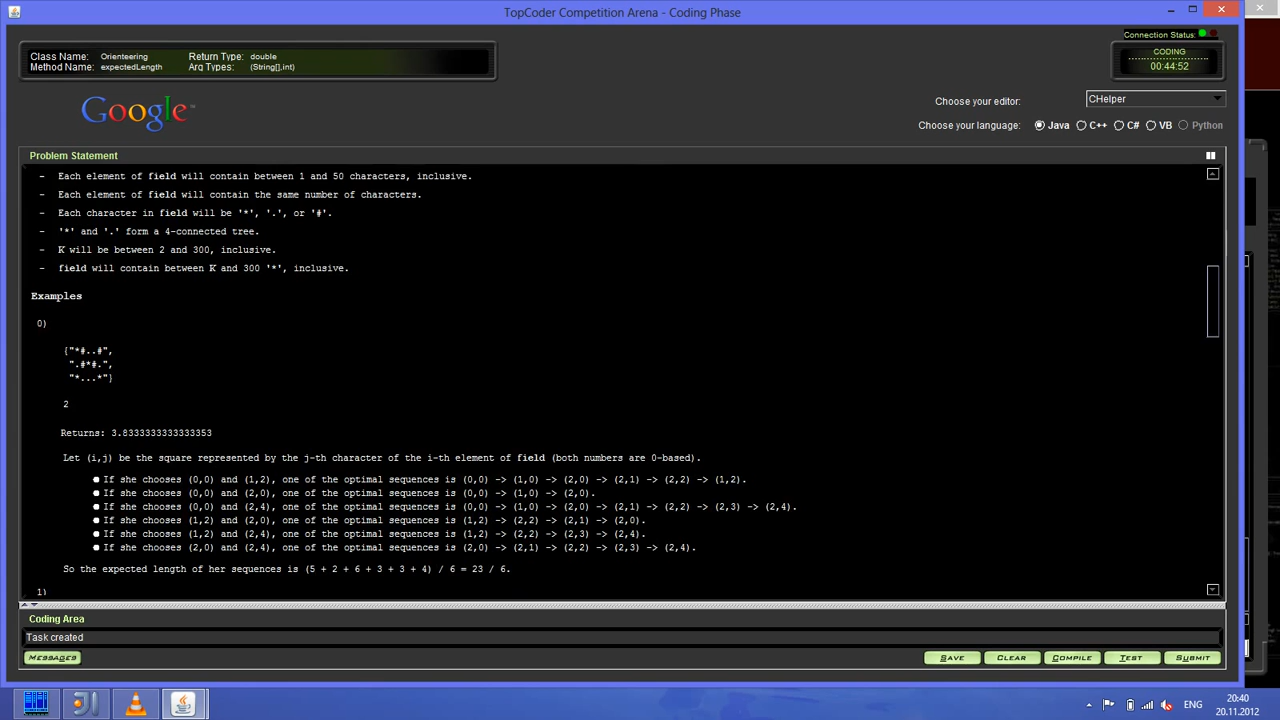 TopCoder Competition Arena - Coding Phase
Connection Status:
Class Name: Orienteering Return Type: double
Method Name: expectedLength Arg Types: (String[],int)
CODING
00:44:52
Google™
Choose your editor: CHelper
Choose your language: Java C++ C# VB Python
Problem Statement
- Each element of field will contain between 1 and 50 characters, inclusive.
- Each element of field will contain the same number of characters.
- Each character in field will be '*', '.', or '#'.
- '*' and '.' form a 4-connected tree.
- K will be between 2 and 300, inclusive.
- field will contain between K and 300 '*', inclusive.
Examples
0)
{"*#..#",
".#*#.",
"*...*"}
2
Returns: 3.8333333333333353
Let (i,j) be the square represented by the j-th character of the i-th element of field (both numbers are 0-based).
● If she chooses (0,0) and (1,2), one of the optimal sequences is (0,0) -> (1,0) -> (2,0) -> (2,1) -> (2,2) -> (1,2).
● If she chooses (0,0) and (2,0), one of the optimal sequences is (0,0) -> (1,0) -> (2,0).
● If she chooses (0,0) and (2,4), one of the optimal sequences is (0,0) -> (1,0) -> (2,0) -> (2,1) -> (2,2) -> (2,3) -> (2,4).
● If she chooses (1,2) and (2,0), one of the optimal sequences is (1,2) -> (2,2) -> (2,1) -> (2,0).
● If she chooses (1,2) and (2,4), one of the optimal sequences is (1,2) -> (2,2) -> (2,3) -> (2,4).
● If she chooses (2,0) and (2,4), one of the optimal sequences is (2,0) -> (2,1) -> (2,2) -> (2,3) -> (2,4).
So the expected length of her sequences is (5 + 2 + 6 + 3 + 3 + 4) / 6 = 23 / 6.
1)
Coding Area
Task created
MESSAGES SAVE CLEAR COMPILE TEST SUBMIT
ENG
20:40
20.11.2012